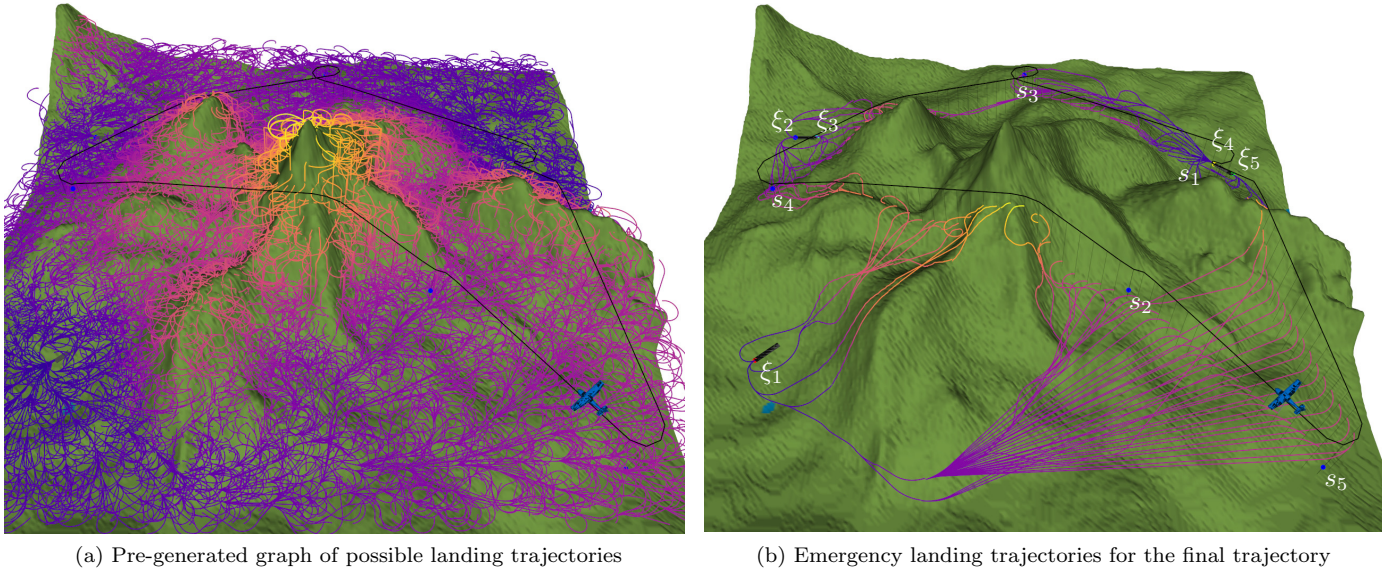 s₃
ξ₂ ξ₃
ξ₄
ξ₅
s₁
s₄
s₂
ξ₁
s₅
(a) Pre-generated graph of possible landing trajectories
(b) Emergency landing trajectories for the final trajectory